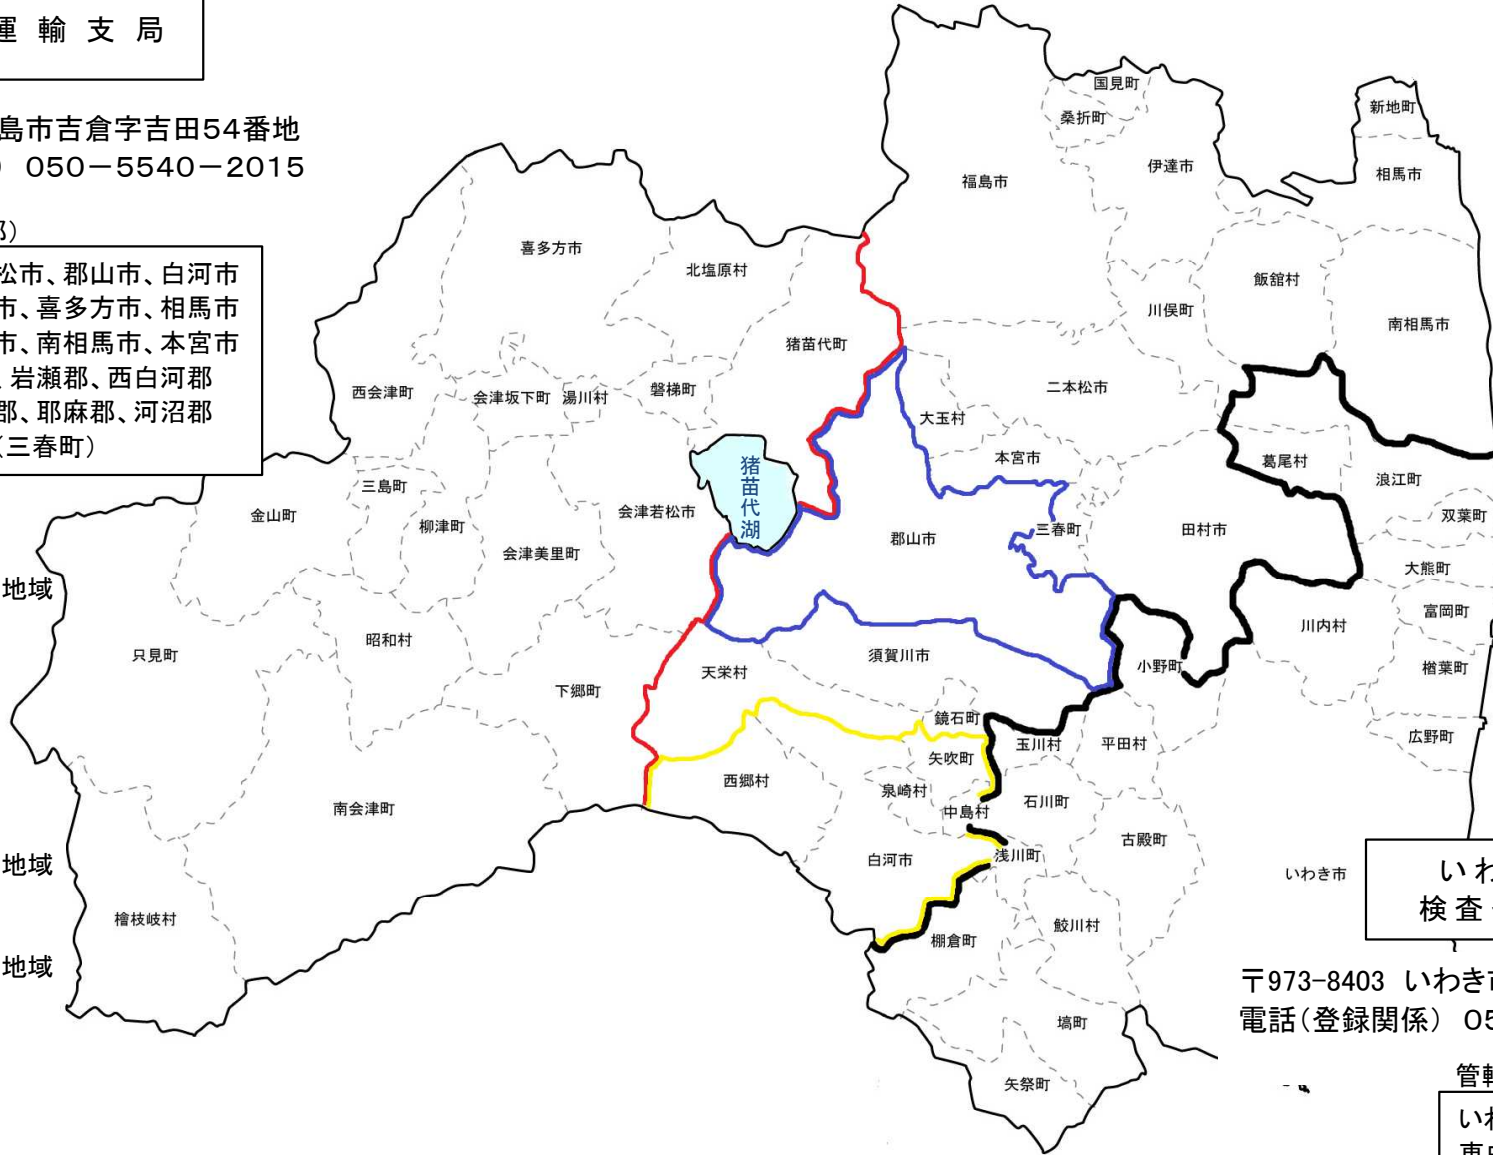 運輸支局
島市吉倉字吉田54番地
) 050-5540-2015
部)
松市、郡山市、白河市
市、喜多方市、相馬市
市、南相馬市、本宮市
、岩瀬郡、西白河郡
郡、耶麻郡、河沼郡
(三春町)
国見町
桑折町
新地町
伊達市
相馬市
福島市
喜多方市
北塩原村
飯舘村
川俣町
南相馬市
猪苗代町
二本松市
西会津町
会津坂下町
湯川村
磐梯町
大玉村
本宮市
葛尾村
浪江町
猪苗代湖
三島町
金山町
柳津町
会津若松市
会津美里町
郡山市
三春町
田村市
双葉町
大熊町
地域
富岡町
川内村
昭和村
只見町
須賀川市
小野町
楢葉町
天栄村
下郷町
鏡石町
玉川村
平田村
広野町
矢吹町
西郷村
泉崎村
石川町
中島村
南会津町
古殿町
浅川町
白河市
地域
いわき市
いわ
検査
檜枝岐村
鮫川村
棚倉町
地域
〒973-8403 いわき市
電話(登録関係) 05
塙町
矢祭町
管轄
いわ